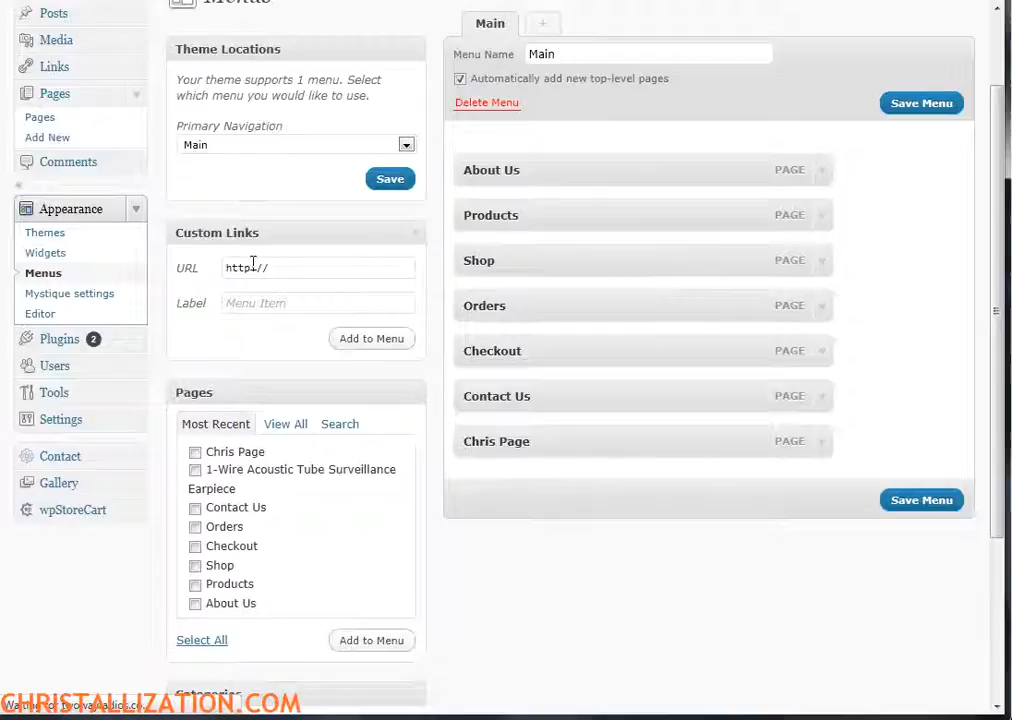 Posts
Media
Links
Pages
Pages
Add New
Comments
Appearance
Themes
Widgets
Menus
Mystique settings
Editor
Plugins 2
Users
Tools
Settings
Contact
Gallery
wpStoreCart
Menus
Theme Locations
Your theme supports 1 menu. Select
which menu you would like to use.
Primary Navigation
Main
Save
Custom Links
URL http://
Label Menu Item
Add to Menu
Pages
Most Recent View All Search
Chris Page
1-Wire Acoustic Tube Surveillance
Earpiece
Contact Us
Orders
Checkout
Shop
Products
About Us
Select All Add to Menu
Categories
Main +
Menu Name Main
Automatically add new top-level pages
Delete Menu Save Menu
About Us PAGE
Products PAGE
Shop PAGE
Orders PAGE
Checkout PAGE
Contact Us PAGE
Chris Page PAGE
Save Menu
CHRISTALLIZATION.COM